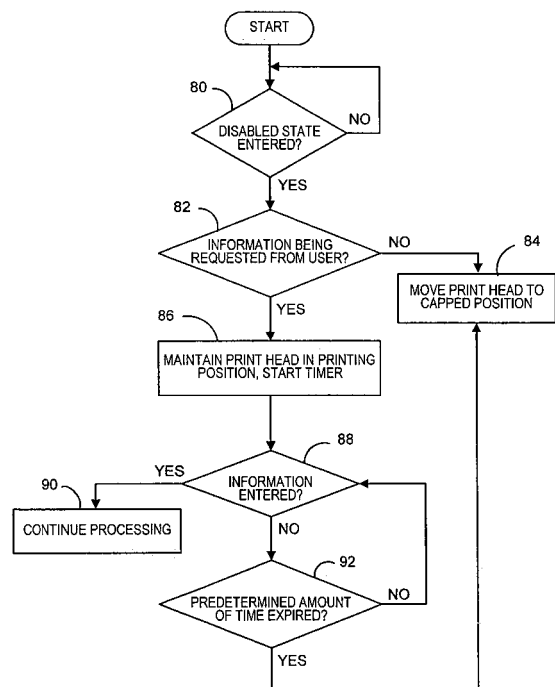 START
80
DISABLED STATE
ENTERED?
NO
YES
82
INFORMATION BEING
REQUESTED FROM USER?
NO
84
MOVE PRINT HEAD TO
CAPPED POSITION
YES
86
MAINTAIN PRINT HEAD IN PRINTING
POSITION, START TIMER
88
YES
INFORMATION
ENTERED?
90
CONTINUE PROCESSING
NO
92
PREDETERMINED AMOUNT
OF TIME EXPIRED?
NO
YES